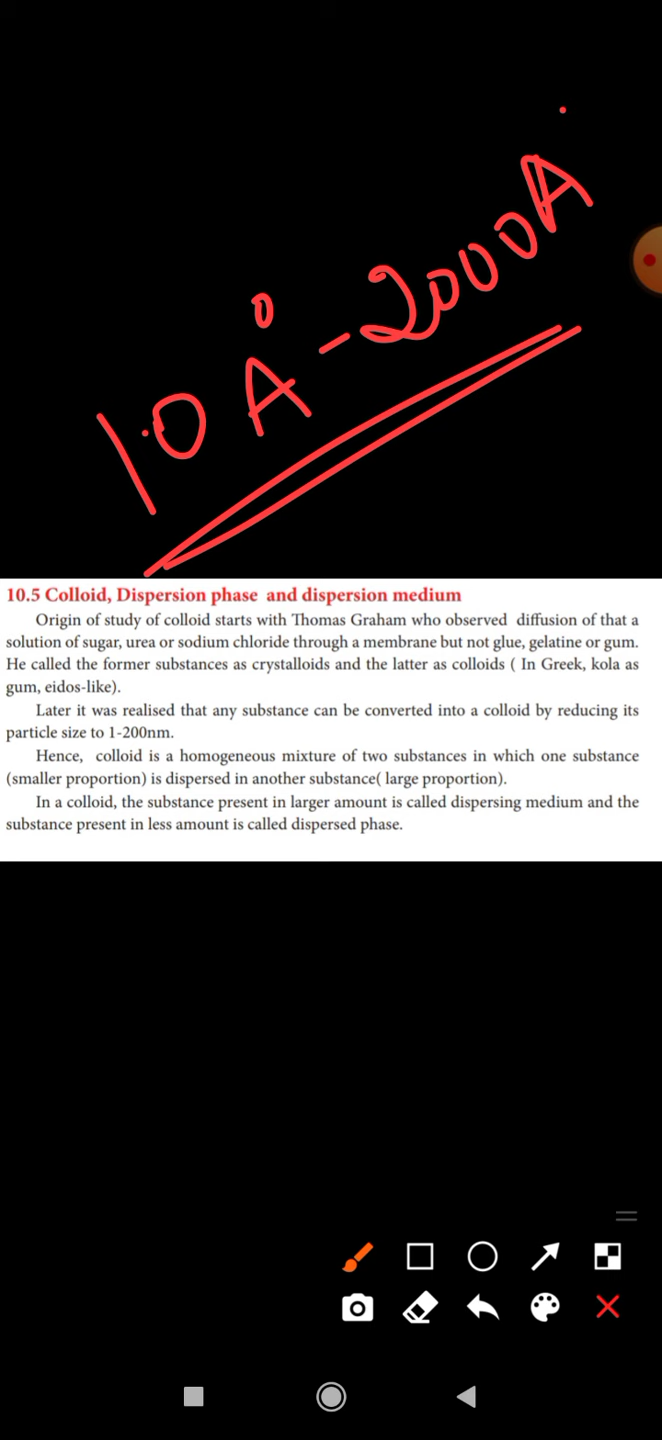 10 Å - 2000A
10.5 Colloid, Dispersion phase and dispersion medium
Origin of study of colloid starts with Thomas Graham who observed diffusion of that a
solution of sugar, urea or sodium chloride through a membrane but not glue, gelatine or gum.
He called the former substances as crystalloids and the latter as colloids ( In Greek, kola as
gum, eidos-like).
Later it was realised that any substance can be converted into a colloid by reducing its
particle size to 1-200nm.
Hence, colloid is a homogeneous mixture of two substances in which one substance
(smaller proportion) is dispersed in another substance( large proportion).
In a colloid, the substance present in larger amount is called dispersing medium and the
substance present in less amount is called dispersed phase.